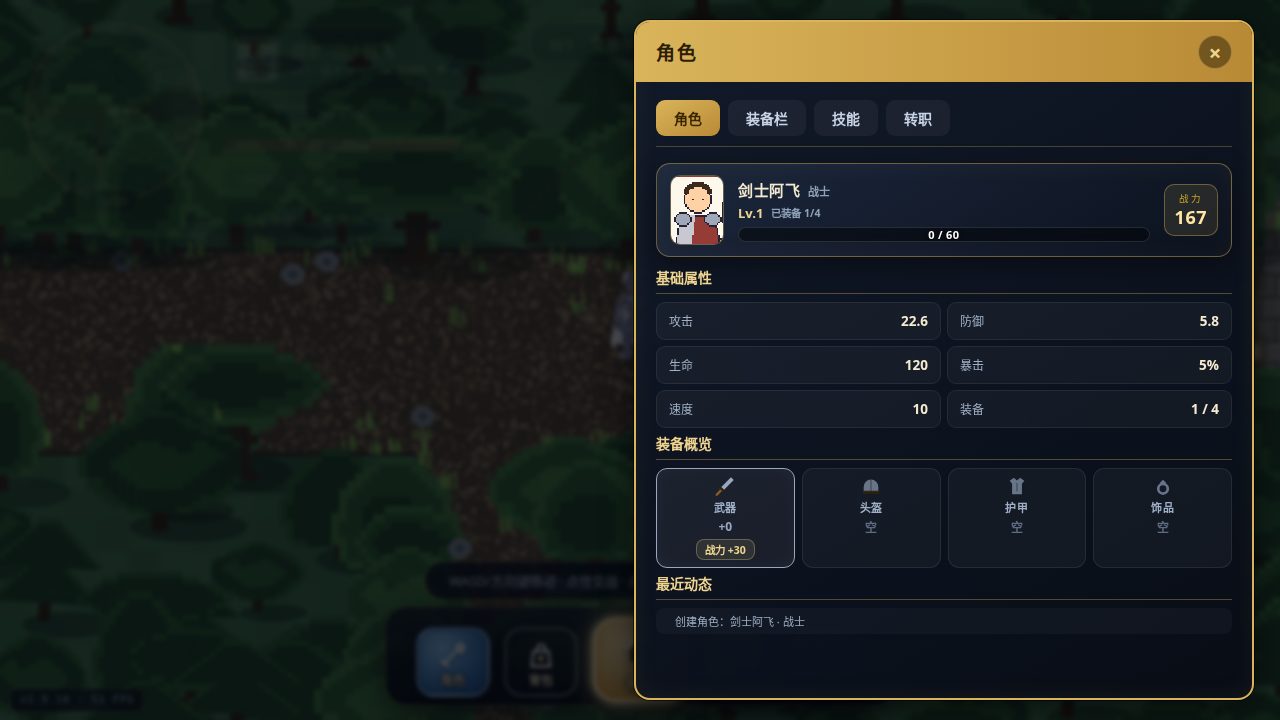 角色
×
角色 装备栏 技能 转职
剑士阿飞 战士
Lv.1 已装备 1/4
0 / 60
战力
167
基础属性
攻击 22.6 防御 5.8
生命 120 暴击 5%
速度 10 装备 1 / 4
装备概览
武器 头盔 护甲 饰品
+0 空 空 空
战力 +30
最近动态
创建角色: 剑士阿飞 · 战士